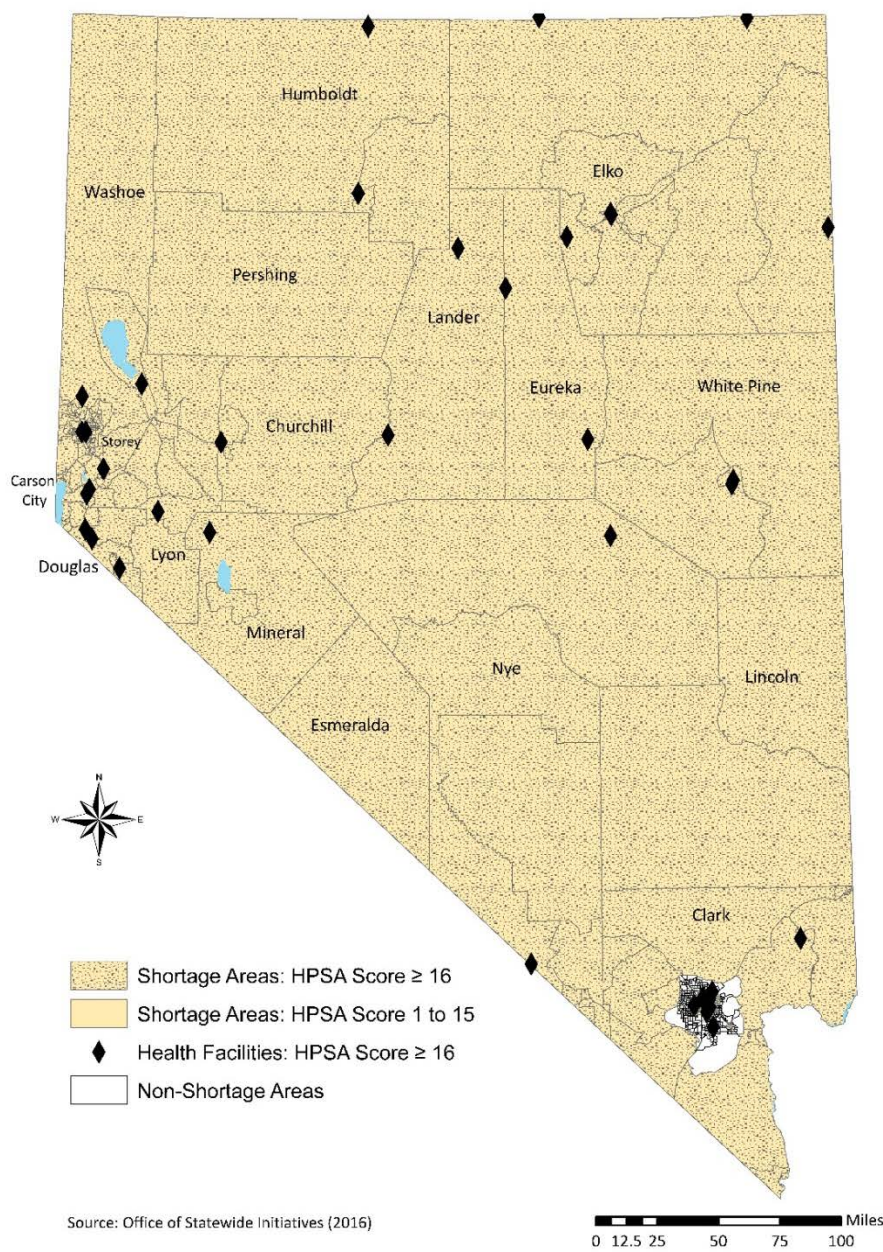 Humboldt
Elko
Washoe
Pershing
Lander
Eureka
White Pine
Churchill
Storey
Carson
City
Lyon
Douglas
Mineral
Nye
Lincoln
Esmeralda
N
W E
S
Clark
Shortage Areas: HPSA Score ≥ 16
Shortage Areas: HPSA Score 1 to 15
Health Facilities: HPSA Score ≥ 16
Non-Shortage Areas
Source: Office of Statewide Initiatives (2016)
Miles
0 12.5 25 50 75 100